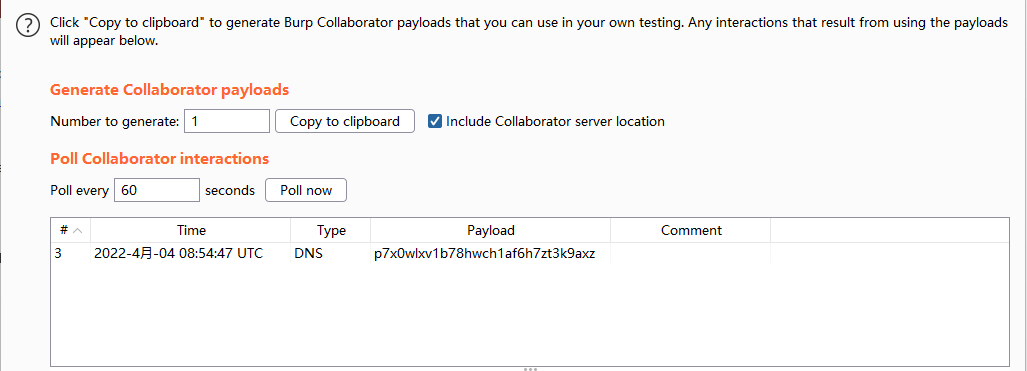 Click "Copy to clipboard" to generate Burp Collaborator payloads that you can use in your own testing. Any interactions that result from using the payloads
will appear below.
Generate Collaborator payloads
Number to generate: 1 Copy to clipboard Include Collaborator server location
Poll Collaborator interactions
Poll every 60 seconds Poll now
# Time Type Payload Comment
3 2022-4月-04 08:54:47 UTC DNS p7x0wlxv1b78hwch1af6h7zt3k9axz